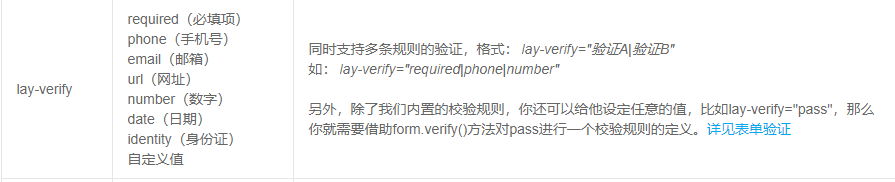 lay-verify
required（必填项）
phone（手机号）
email（邮箱）
url（网址）
number（数字）
date（日期）
identity（身份证）
自定义值
同时支持多条规则的验证，格式： lay-verify="验证A|验证B"
如： lay-verify="required|phone|number"
另外，除了我们内置的校验规则，你还可以给他设定任意的值，比如lay-verify="pass"，那么
你就需要借助form.verify()方法对pass进行一个校验规则的定义。详见表单验证